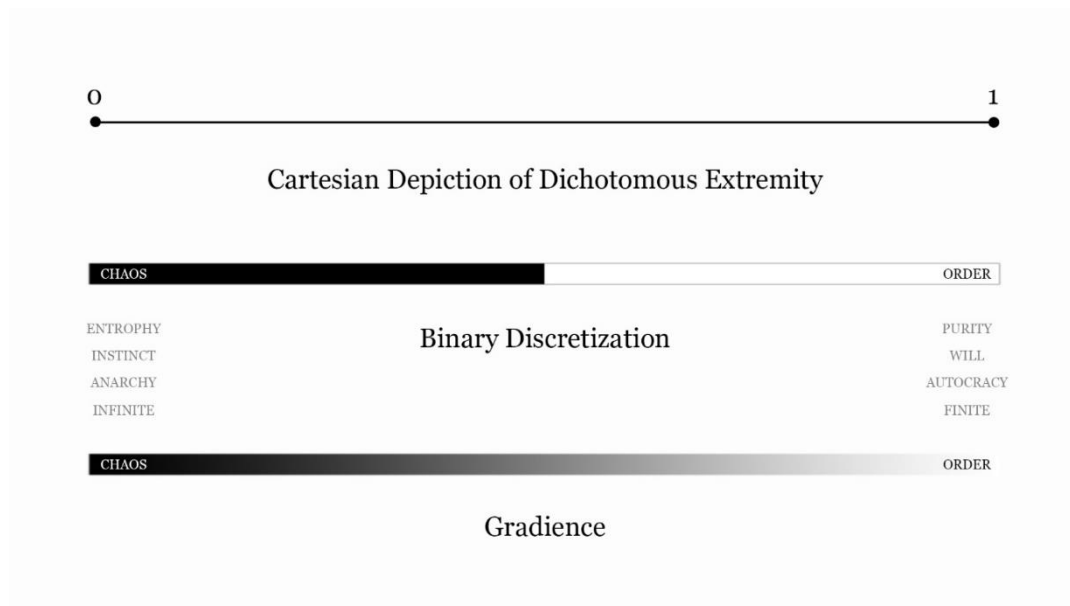 0 1
Cartesian Depiction of Dichotomous Extremity
CHAOS ORDER
ENTROPHY PURITY
Binary Discretization
INSTINCT WILL
ANARCHY AUTOCRACY
INFINITE FINITE
CHAOS ORDER
Gradience